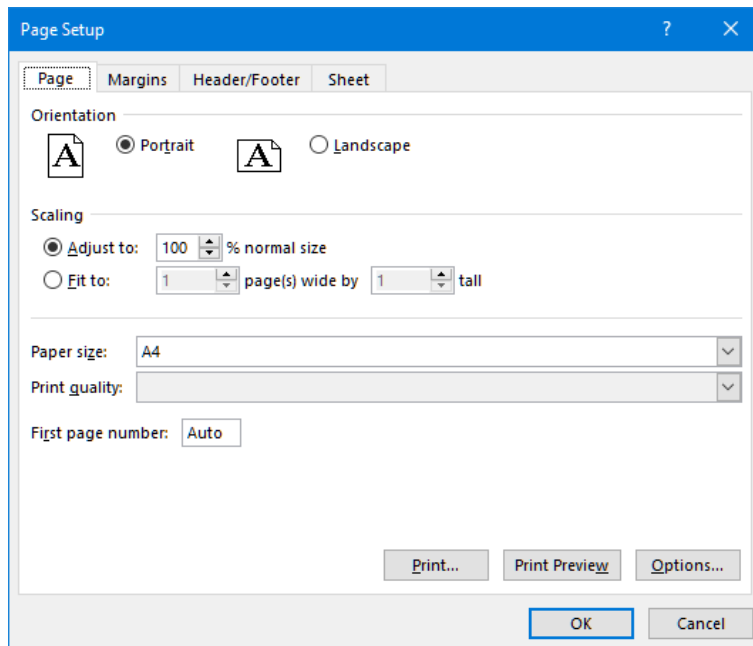 Page Setup ?
Page Margins Header/Footer Sheet
Orientation
A Portrait A Landscape
Scaling
Adjust to: 100 % normal size
Fit to: 1 page(s) wide by 1 tall
Paper size: A4
Print quality:
First page number: Auto
Print... Print Preview Options...
OK Cancel